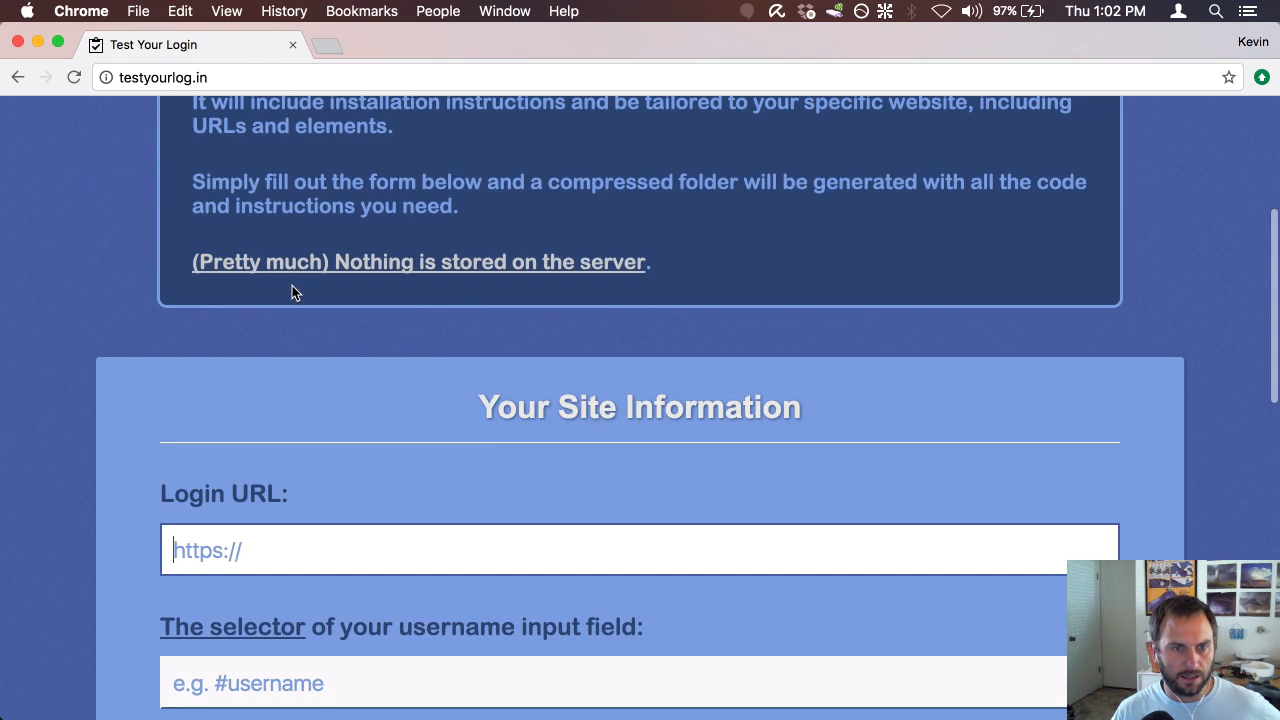 Chrome File Edit View History Bookmarks People Window Help 97% Thu 1:02 PM
Test Your Login Kevin
testyourlog.in
It will include installation instructions and be tailored to your specific website, including
URLs and elements.
Simply fill out the form below and a compressed folder will be generated with all the code
and instructions you need.
(Pretty much) Nothing is stored on the server.
Your Site Information
Login URL:
https://
The selector of your username input field:
e.g. #username